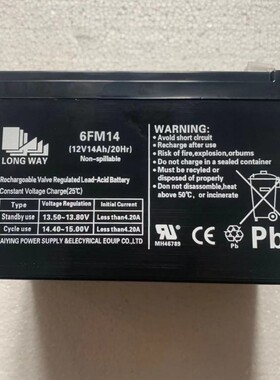 LONG WAY
6FM14
(12V14Ah/20Hr)
Non-spillable
Rochargeable Valve Regulated Lead-Acid Battery
Constant Voltage Charge(25℃)
Type Voltage Regulation Initial Current
Standby use 13.50-13.80V Less than4.20A
Cycle use 14.40-15.00V Less than4.20A
AIYING POWER SUPPLY &ELECTERICAL EQUIP CO.,LTD
WARNING:
Avoid short circuit
Recharge after use
Risk of fire,explosion,orbums
Do not charge in a sealed container
Must be recycled or disposed of properly
Do not disassemble,heat above 50℃, or incinerate
MH46789
Pb
Pb